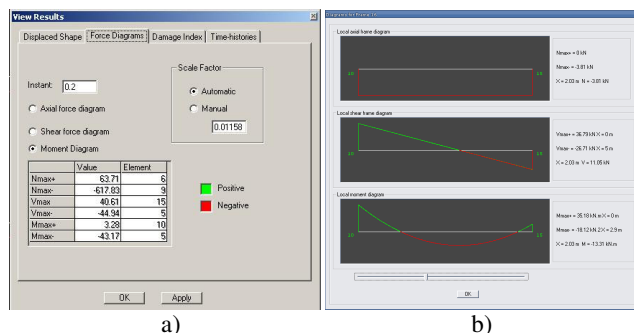 View Results
Displaced Shape Force Diagrams Damage Index Time-histories
Instant: 0.2
Axial force diagram
Shear force diagram
Moment Diagram
Scale Factor
Automatic
Manual
0.01158
Value Element
Nmax+ 63.71 6
Nmax- -617.83 9
Vmax 40.61 15
Vmax- -44.94 5
Mmax+ 3.28 10
Mmax- -43.17 5
Positive
Negative
OK Apply
a)
Local axial frame diagram
Nmax+ = 0 kN
Nmax- = -3.81 kN
X = 2.03 m N = -3.81 kN
Local shear frame diagram
Vmax+ = 36.79 kN X = 0 m
Vmax- = -26.71 kN X = 5 m
X = 2.03 m V = 11.05 kN
Local moment diagram
Mmax+ = 35.18 kN.m X = 0 m
Mmax- = -18.12 kN X = 2.9 m
X = 2.03 m M = -13.31 kN.m
OK
b)